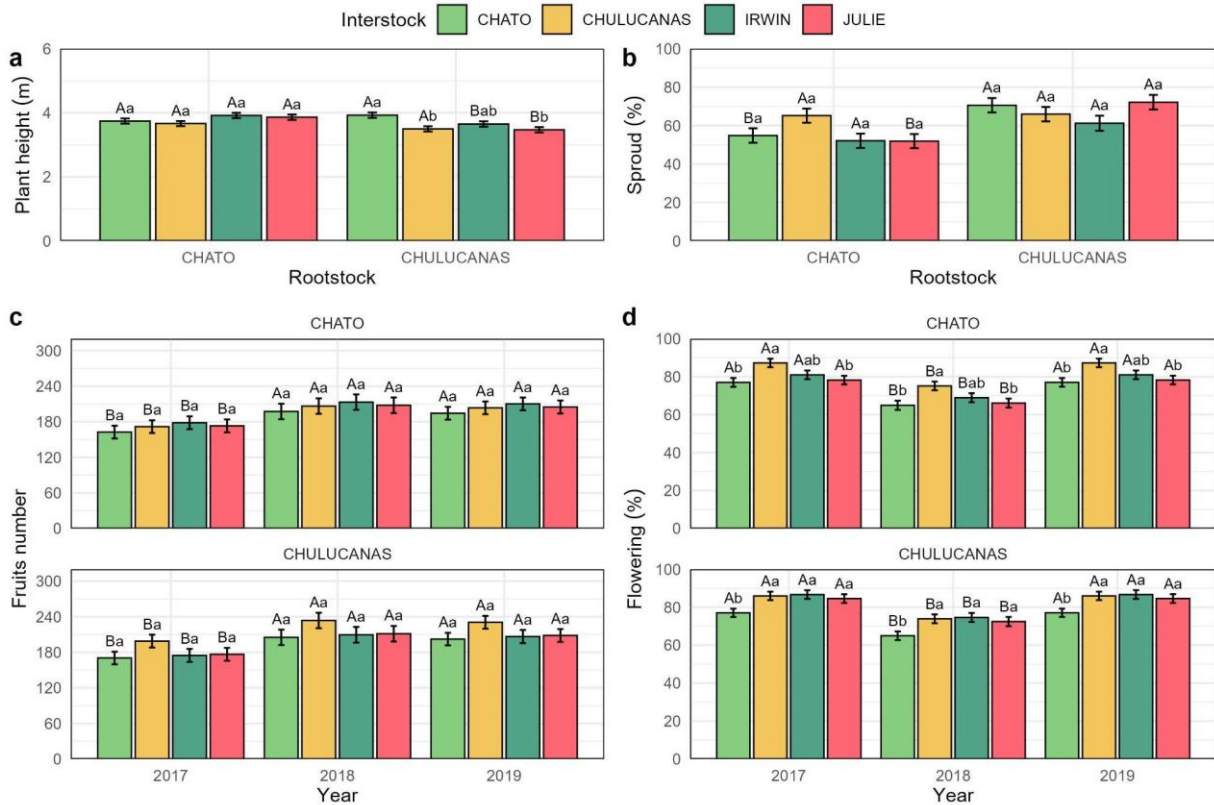 Interstock CHATO CHULUCANAS IRWIN JULIE
a
Plant height (m)
6
4
2
0
Aa Aa Aa Aa Aa Ab Bab Bb
CHATO CHULUCANAS
Rootstock
b
Sproud (%)
100
80
60
40
20
0
Ba Aa Aa Ba Aa Aa Aa Aa
CHATO CHULUCANAS
Rootstock
c
Fruits number
CHATO
300
240
180
120
60
0
Ba Ba Ba Ba Aa Aa Aa Aa Aa Aa Aa Aa
CHULUCANAS
300
240
180
120
60
0
Ba Ba Ba Ba Aa Aa Aa Aa Aa Aa Aa Aa
2017 2018 2019
Year
d
Flowering (%)
CHATO
100
80
60
40
20
0
Ab Aa Aab Ab Bb Ba Bab Bb Ab Aa Aab Ab
CHULUCANAS
100
80
60
40
20
0
Ab Aa Aa Aa Bb Ba Ba Ba Ab Aa Aa Aa
2017 2018 2019
Year